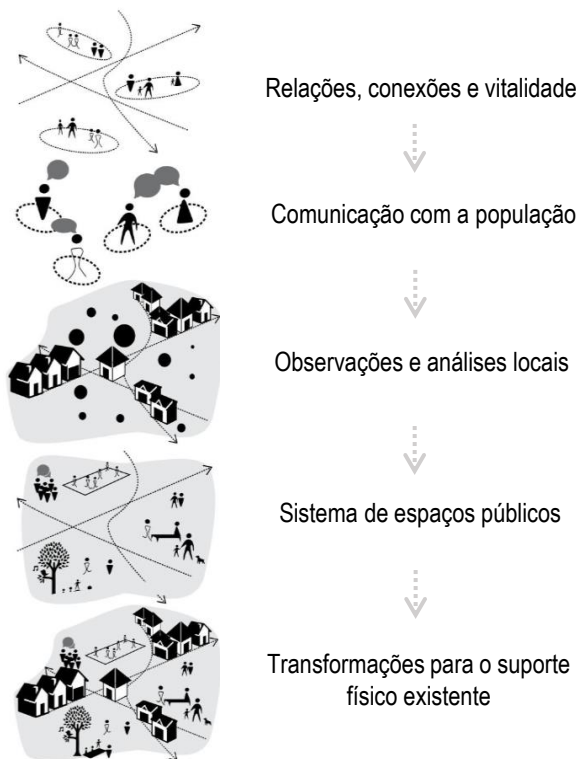 Relações, conexões e vitalidade
Comunicação com a população
Observações e análises locais
Sistema de espaços públicos
Transformações para o suporte
físico existente